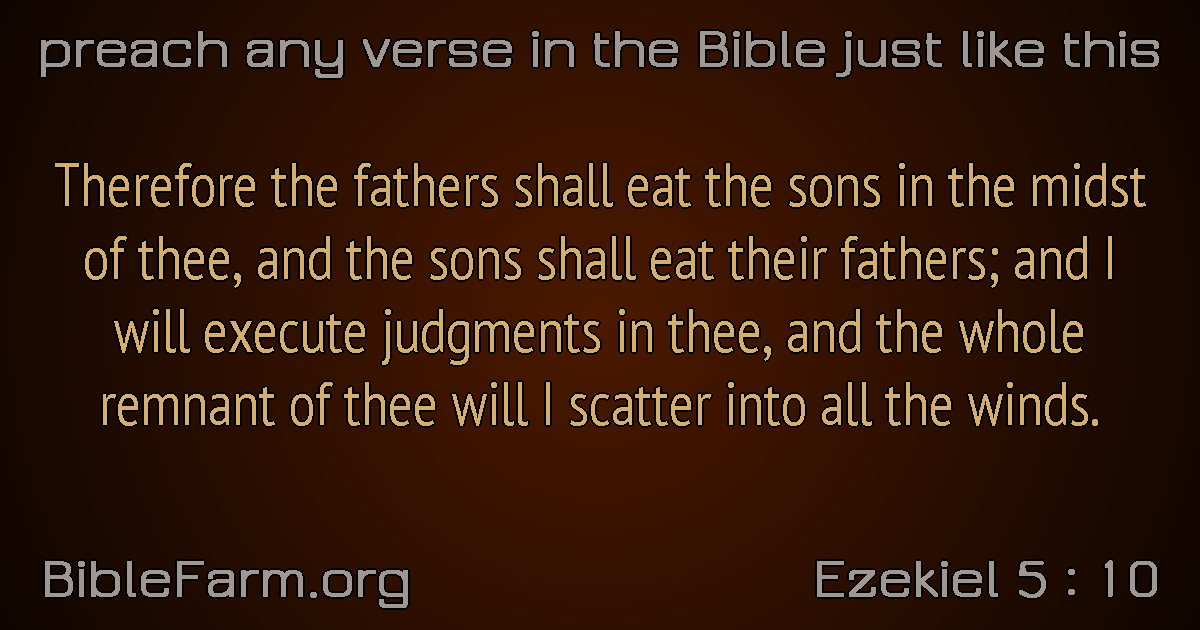 preach any verse in the Bible just like this
Therefore the fathers shall eat the sons in the midst
of thee, and the sons shall eat their fathers; and I
will execute judgments in thee, and the whole
remnant of thee will I scatter into all the winds.
BibleFarm.org
Ezekiel 5 : 10